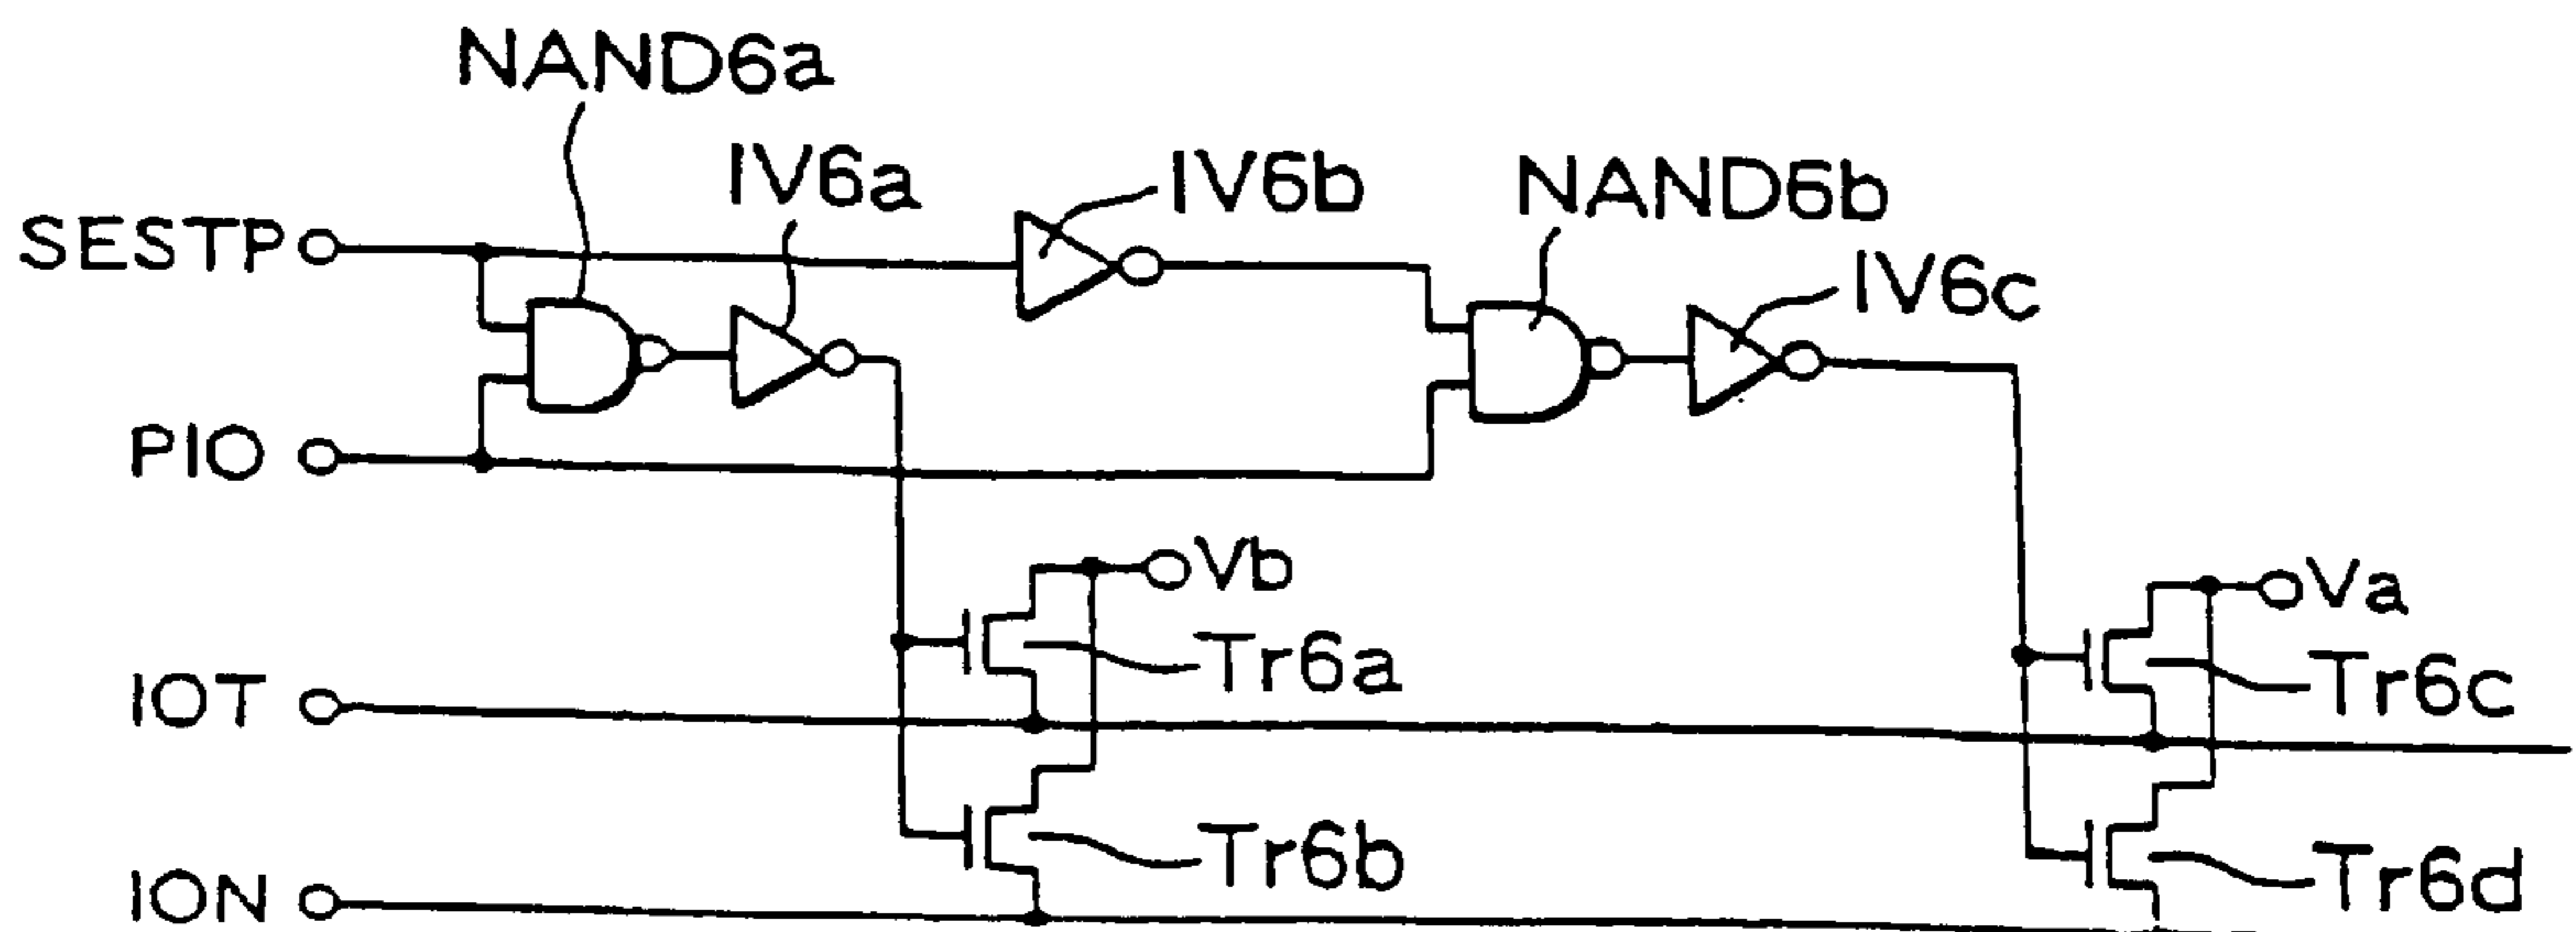 NAND6a
IV6a
IV6b
NAND6b
IV6c
SESTP
PIO
Vb
Va
Tr6a
Tr6c
IOT
Tr6b
Tr6d
ION